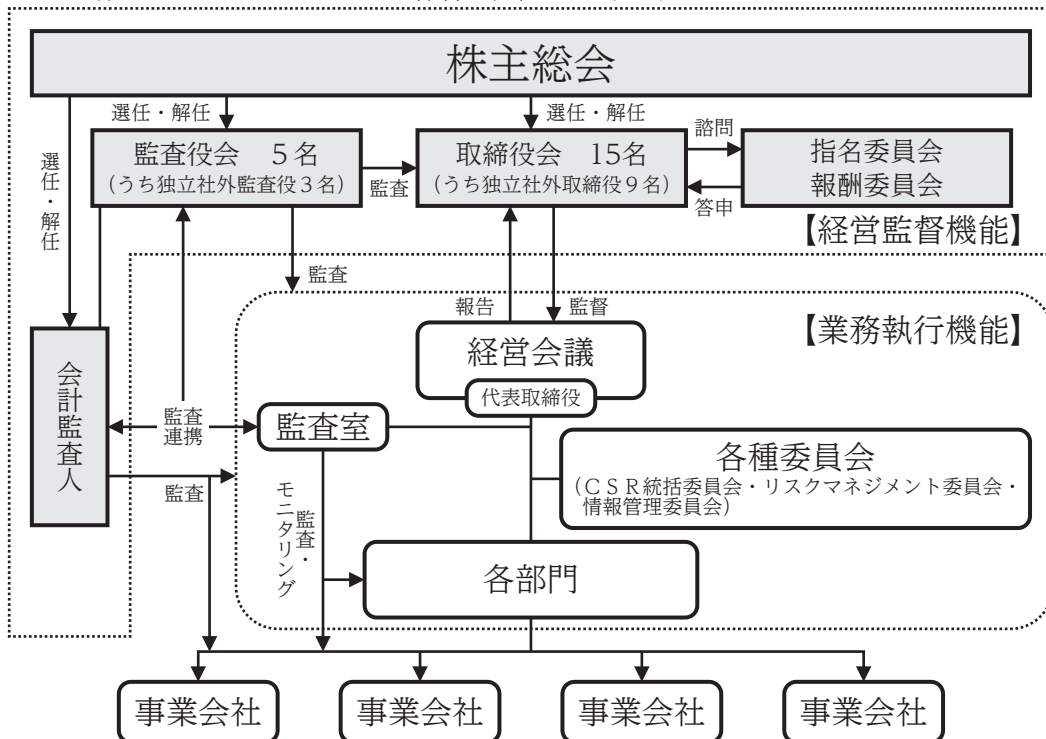 株主総会
選任・解任
選任・解任
選任・解任
監査役会 5名
(うち独立社外監査役3名)
監査
取締役会 15名
(うち独立社外取締役9名)
諮問
答申
指名委員会
報酬委員会
【経営監督機能】
監査
報告
監督
【業務執行機能】
経営会議
代表取締役
会計監査人
監査
連携
監査室
監査
各種委員会
(CSR統括委員会・リスクマネジメント委員会・
情報管理委員会)
監査・
モニタリング
各部門
事業会社
事業会社
事業会社
事業会社